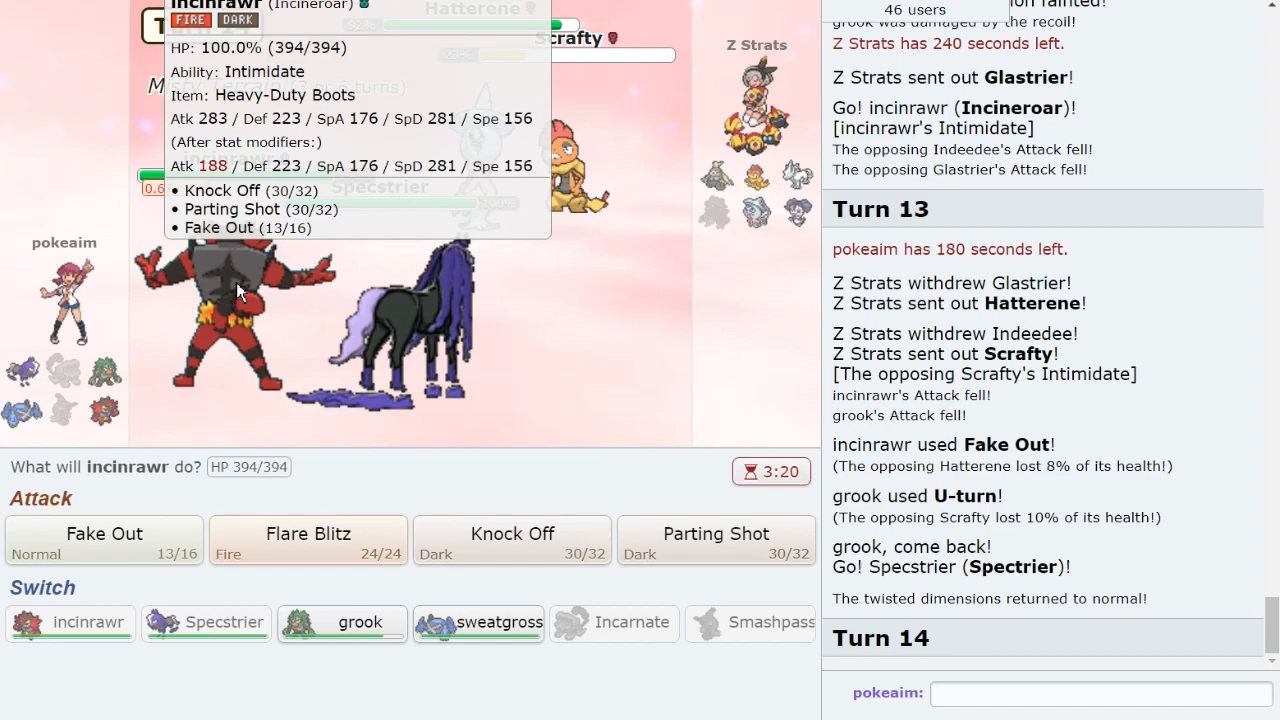 incinrawr (Incineroar)
FIRE DARK
HP: 100.0% (394/394)
Ability: Intimidate
Item: Heavy-Duty Boots
Atk 283 / Def 223 / SpA 176 / SpD 281 / Spe 156
(After stat modifiers:)
Atk 188 / Def 223 / SpA 176 / SpD 281 / Spe 156
• Knock Off (30/32)
• Parting Shot (30/32)
• Fake Out (13/16)
Hatterene
Scrafty
Specstrier
pokeaim
Z Strats
What will incinrawr do? HP 394/394
3:20
Attack
Fake Out
Normal 13/16
Flare Blitz
Fire 24/24
Knock Off
Dark 30/32
Parting Shot
Dark 30/32
Switch
incinrawr
Specstrier
grook
sweatgross
Incarnate
Smashpass
46 users
grook was damaged by the recoil!
Z Strats has 240 seconds left.
Z Strats sent out Glastrier!
Go! incinrawr (Incineroar)!
[incinrawr's Intimidate]
The opposing Indeedee's Attack fell!
The opposing Glastrier's Attack fell!
Turn 13
pokeaim has 180 seconds left.
Z Strats withdrew Glastrier!
Z Strats sent out Hatterene!
Z Strats withdrew Indeedee!
Z Strats sent out Scrafty!
[The opposing Scrafty's Intimidate]
incinrawr's Attack fell!
grook's Attack fell!
incinrawr used Fake Out!
(The opposing Hatterene lost 8% of its health!)
grook used U-turn!
(The opposing Scrafty lost 10% of its health!)
grook, come back!
Go! Specstrier (Spectrier)!
The twisted dimensions returned to normal!
Turn 14
pokeaim: